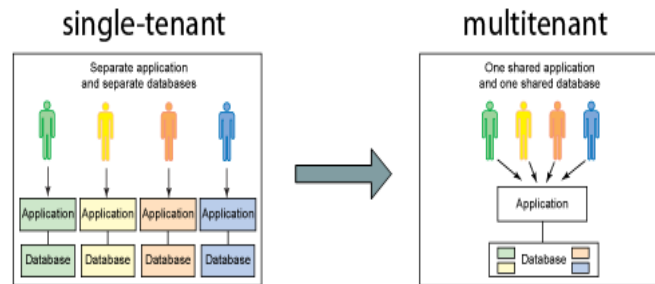 single-tenant
Separate application
and separate databases
Application
Application
Application
Application
Database
Database
Database
Database
multitenant
One shared application
and one shared database
Application
Database